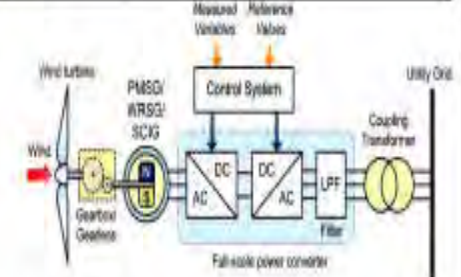 Measured
Variables
Reference
Values
Wind turbine
Utility Grid
PMSG/
WRSG/
SCIG
Control System
Coupling
Transformer
Wind
DC
AC
DC
AC
LPF
N
S
Gearbox/
Gearless
Filter
Full-scale power converter